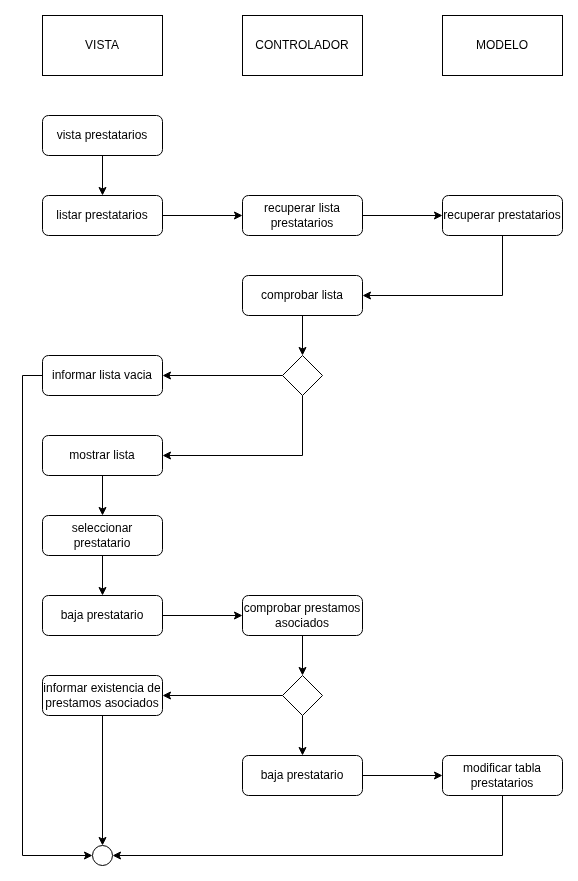 VISTA
CONTROLADOR
MODELO
vista prestatarios
listar prestatarios
recuperar lista
prestatarios
recuperar prestatarios
comprobar lista
informar lista vacia
mostrar lista
seleccionar
prestatario
baja prestatario
comprobar prestamos
asociados
informar existencia de
prestamos asociados
baja prestatario
modificar tabla
prestatarios